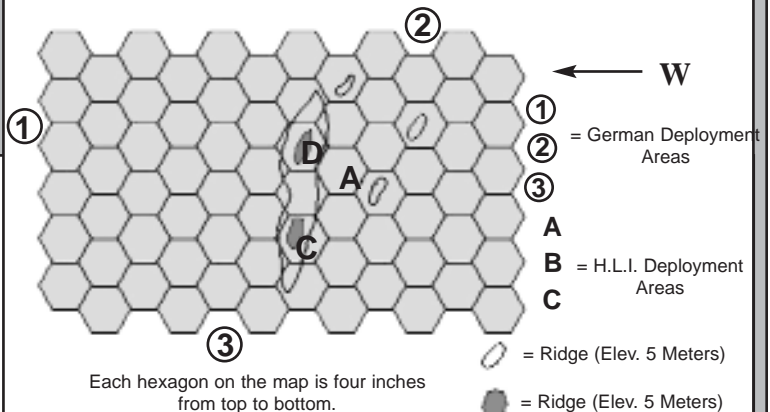 2
W
1
1
= German Deployment
2
Areas
D
A
3
A
C
B = H.L.I. Deployment
Areas
C
3
= Ridge (Elev. 5 Meters)
Each hexagon on the map is four inches
from top to bottom.
= Ridge (Elev. 5 Meters)